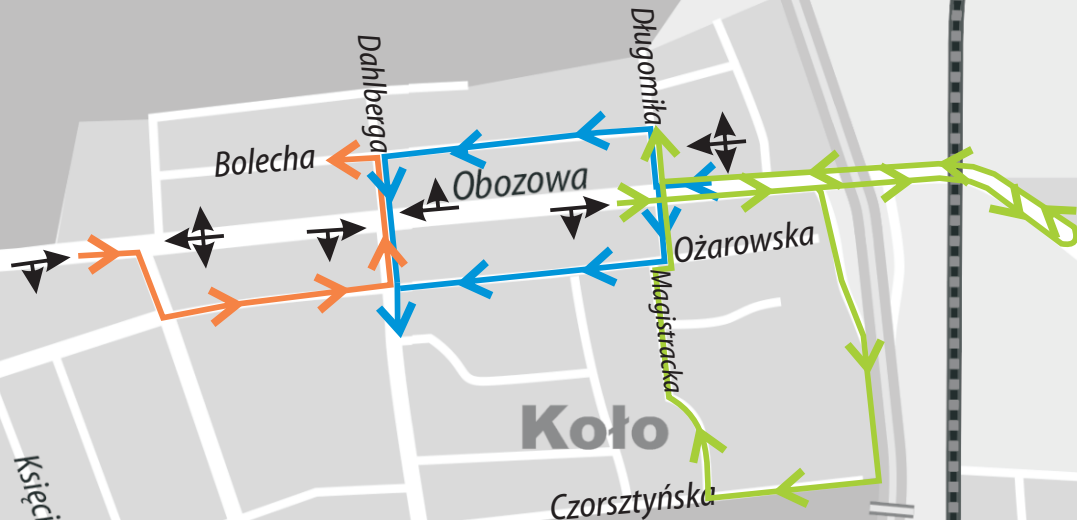 Dahlberga
Długomiła
Bolecha
Obozowa
Ożarowska
Magistracka
Koło
Czorsztyńska